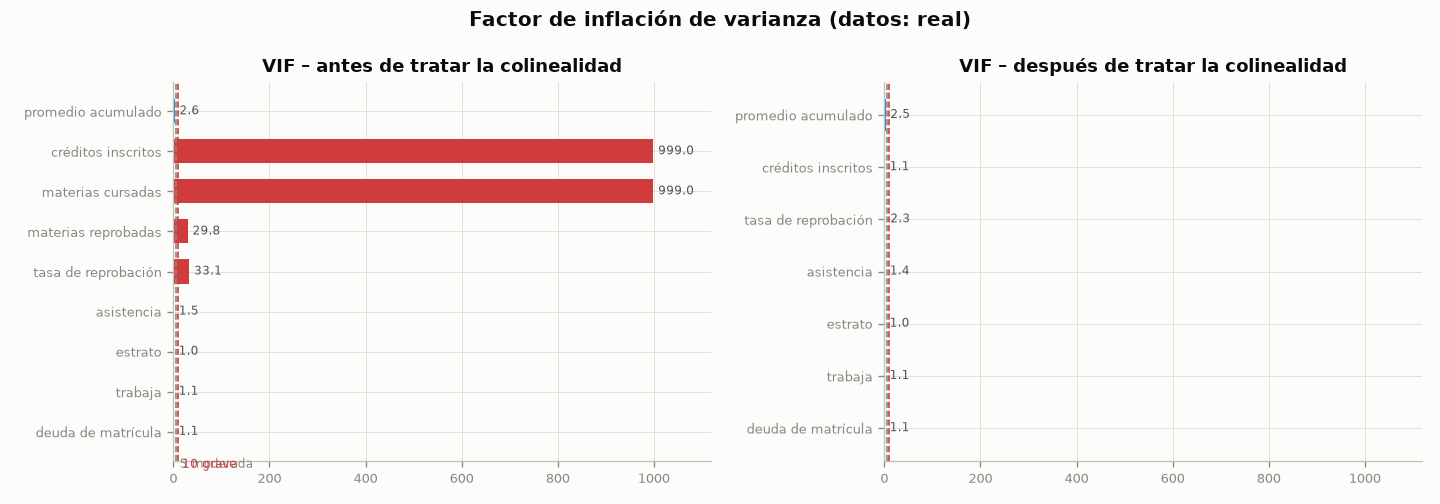 Factor de inflación de varianza (datos: real)
VIF – antes de tratar la colinealidad
promedio acumulado 2.6
créditos inscritos 999.0
materias cursadas 999.0
materias reprobadas 29.8
tasa de reprobación 33.1
asistencia 1.5
estrato 1.0
trabaja 1.1
deuda de matrícula 1.1
10 grave
0 200 400 600 800 1000
VIF – después de tratar la colinealidad
promedio acumulado 2.5
créditos inscritos 1.1
tasa de reprobación 2.3
asistencia 1.4
estrato 1.0
trabaja 1.1
deuda de matrícula 1.1
0 200 400 600 800 1000